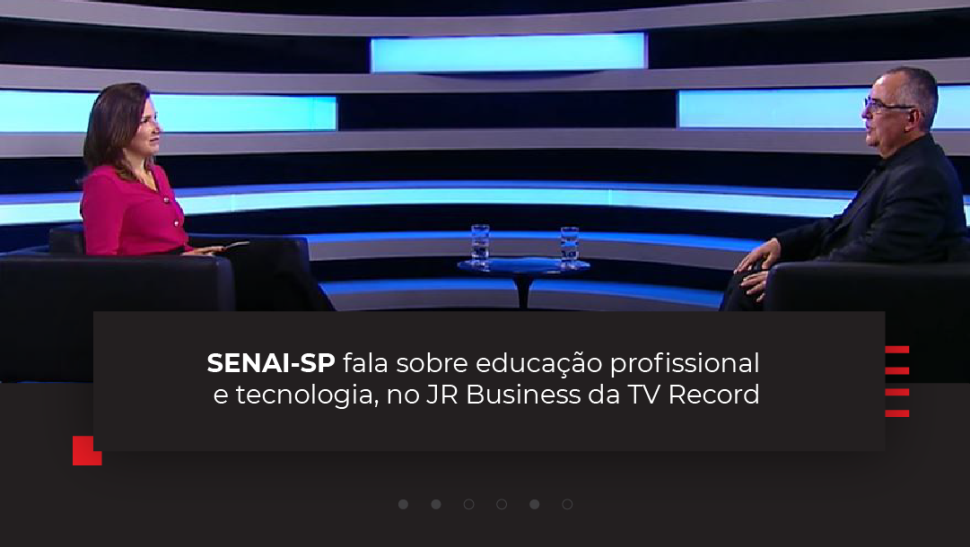 SENAI-SP fala sobre educação profissional
e tecnologia, no JR Business da TV Record